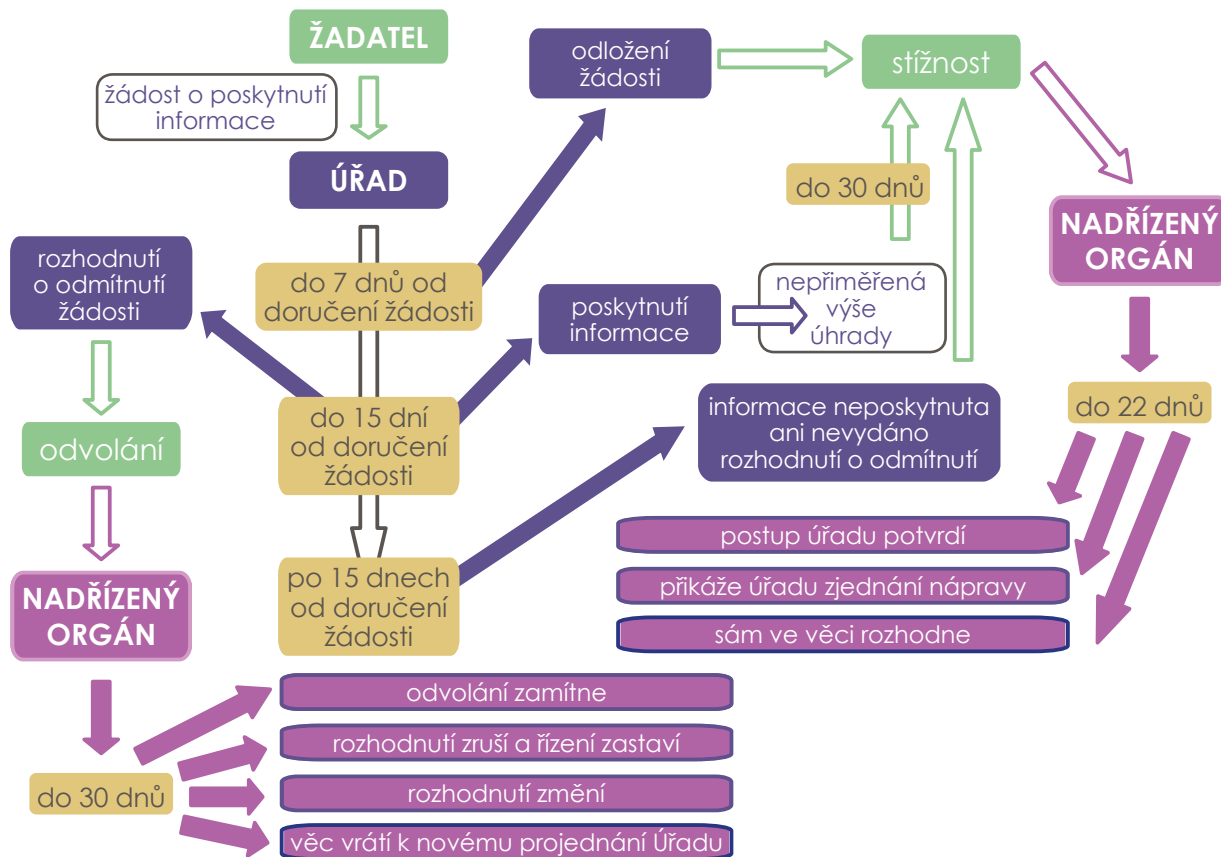 ŽADATEL
žádost o poskytnutí
informace
ÚŘAD
do 7 dnů od
doručení žádosti
do 15 dní
od doručení
žádosti
po 15 dnech
od doručení
žádosti
rozhodnutí
o odmítnutí
žádosti
odvolání
NADŘÍZENÝ
ORGÁN
do 30 dnů
odvolání zamítne
rozhodnutí zruší a řízení zastaví
rozhodnutí změní
věc vrátí k novému projednání Úřadu
odložení
žádosti
poskytnutí
informace
nepřiměřená
výše
úhrady
informace neposkytnuta
ani nevydáno
rozhodnutí o odmítnutí
do 30 dnů
stížnost
NADŘÍZENÝ
ORGÁN
do 22 dnů
postup úřadu potvrdí
přikáže úřadu zjednání nápravy
sám ve věci rozhodne